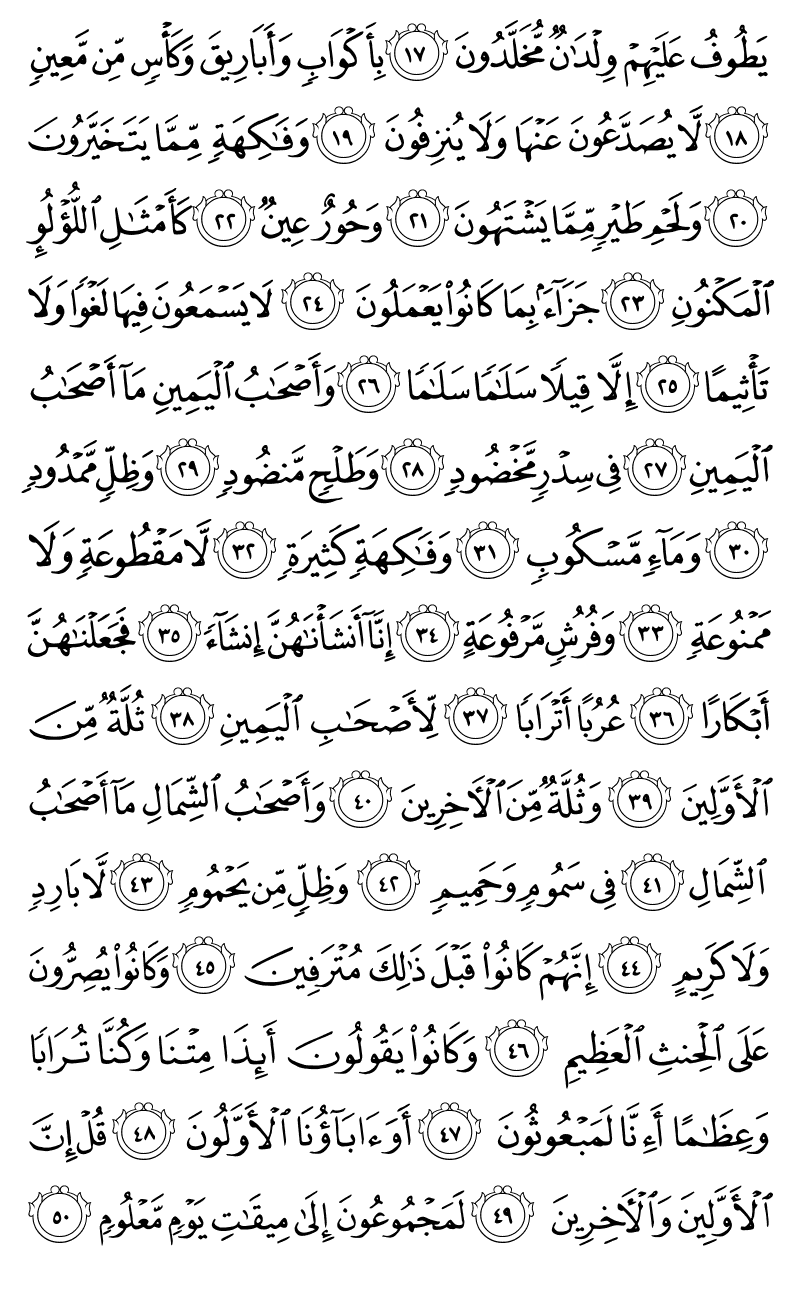 يَطُوفُ عَلَيْهِمْ وِلْدَٰنٌ مُّخَلَّدُونَ ١٧ بِأَكْوَابٍ وَأَبَارِيقَ وَكَأْسٍ مِّن مَّعِينٍ
١٨ لَّا يُصَدَّعُونَ عَنْهَا وَلَا يُنزِفُونَ ١٩ وَفَٰكِهَةٍ مِّمَّا يَتَخَيَّرُونَ
٢٠ وَلَحْمِ طَيْرٍ مِّمَّا يَشْتَهُونَ ٢١ وَحُورٌ عِينٌ ٢٢ كَأَمْثَٰلِ ٱللُّؤْلُوِٕ
ٱلْمَكْنُونِ ٢٣ جَزَآءًۢ بِمَا كَانُوا۟ يَعْمَلُونَ ٢٤ لَا يَسْمَعُونَ فِيهَا لَغْوًا وَلَا
تَأْثِيمًا ٢٥ إِلَّا قِيلًا سَلَٰمًا سَلَٰمًا ٢٦ وَأَصْحَٰبُ ٱلْيَمِينِ مَآ أَصْحَٰبُ
ٱلْيَمِينِ ٢٧ فِى سِدْرٍ مَّخْضُودٍ ٢٨ وَطَلْحٍ مَّنضُودٍ ٢٩ وَظِلٍّ مَّمْدُودٍ
٣٠ وَمَآءٍ مَّسْكُوبٍ ٣١ وَفَٰكِهَةٍ كَثِيرَةٍ ٣٢ لَّا مَقْطُوعَةٍ وَلَا
مَمْنُوعَةٍ ٣٣ وَفُرُشٍ مَّرْفُوعَةٍ ٣٤ إِنَّآ أَنشَأْنَٰهُنَّ إِنشَآءً ٣٥ فَجَعَلْنَٰهُنَّ
أَبْكَارًا ٣٦ عُرُبًا أَتْرَابًا ٣٧ لِّأَصْحَٰبِ ٱلْيَمِينِ ٣٨ ثُلَّةٌ مِّنَ
ٱلْأَوَّلِينَ ٣٩ وَثُلَّةٌ مِّنَ ٱلْءَاخِرِينَ ٤٠ وَأَصْحَٰبُ ٱلشِّمَالِ مَآ أَصْحَٰبُ
ٱلشِّمَالِ ٤١ فِى سَمُومٍ وَحَمِيمٍ ٤٢ وَظِلٍّ مِّن يَحْمُومٍ ٤٣ لَّا بَارِدٍ
وَلَا كَرِيمٍ ٤٤ إِنَّهُمْ كَانُوا۟ قَبْلَ ذَٰلِكَ مُتْرَفِينَ ٤٥ وَكَانُوا۟ يُصِرُّونَ
عَلَى ٱلْحِنثِ ٱلْعَظِيمِ ٤٦ وَكَانُوا۟ يَقُولُونَ أَئِذَا مِتْنَا وَكُنَّا تُرَابًا
وَعِظَٰمًا أَءِنَّا لَمَبْعُوثُونَ ٤٧ أَوَءَابَآؤُنَا ٱلْأَوَّلُونَ ٤٨ قُلْ إِنَّ
ٱلْأَوَّلِينَ وَٱلْءَاخِرِينَ ٤٩ لَمَجْمُوعُونَ إِلَىٰ مِيقَٰتِ يَوْمٍ مَّعْلُومٍ ٥٠